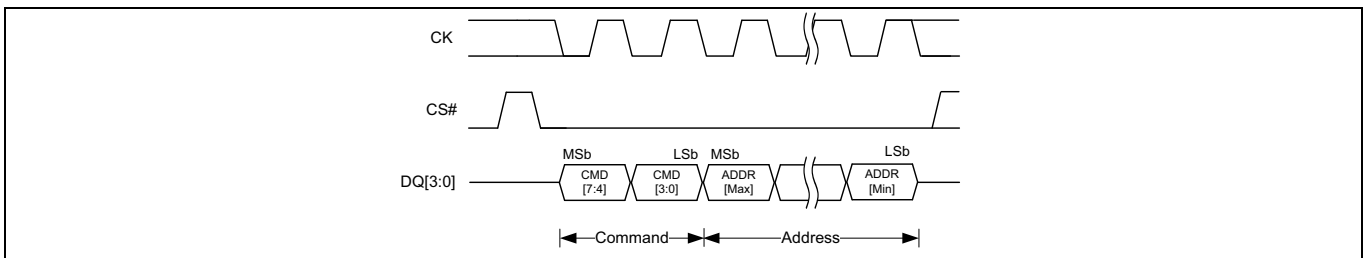 CK
CS#
MSb LSb MSb LSb
DQ[3:0] CMD CMD ADDR ADDR
[7:4] [3:0] [Max] [Min]
Command Address